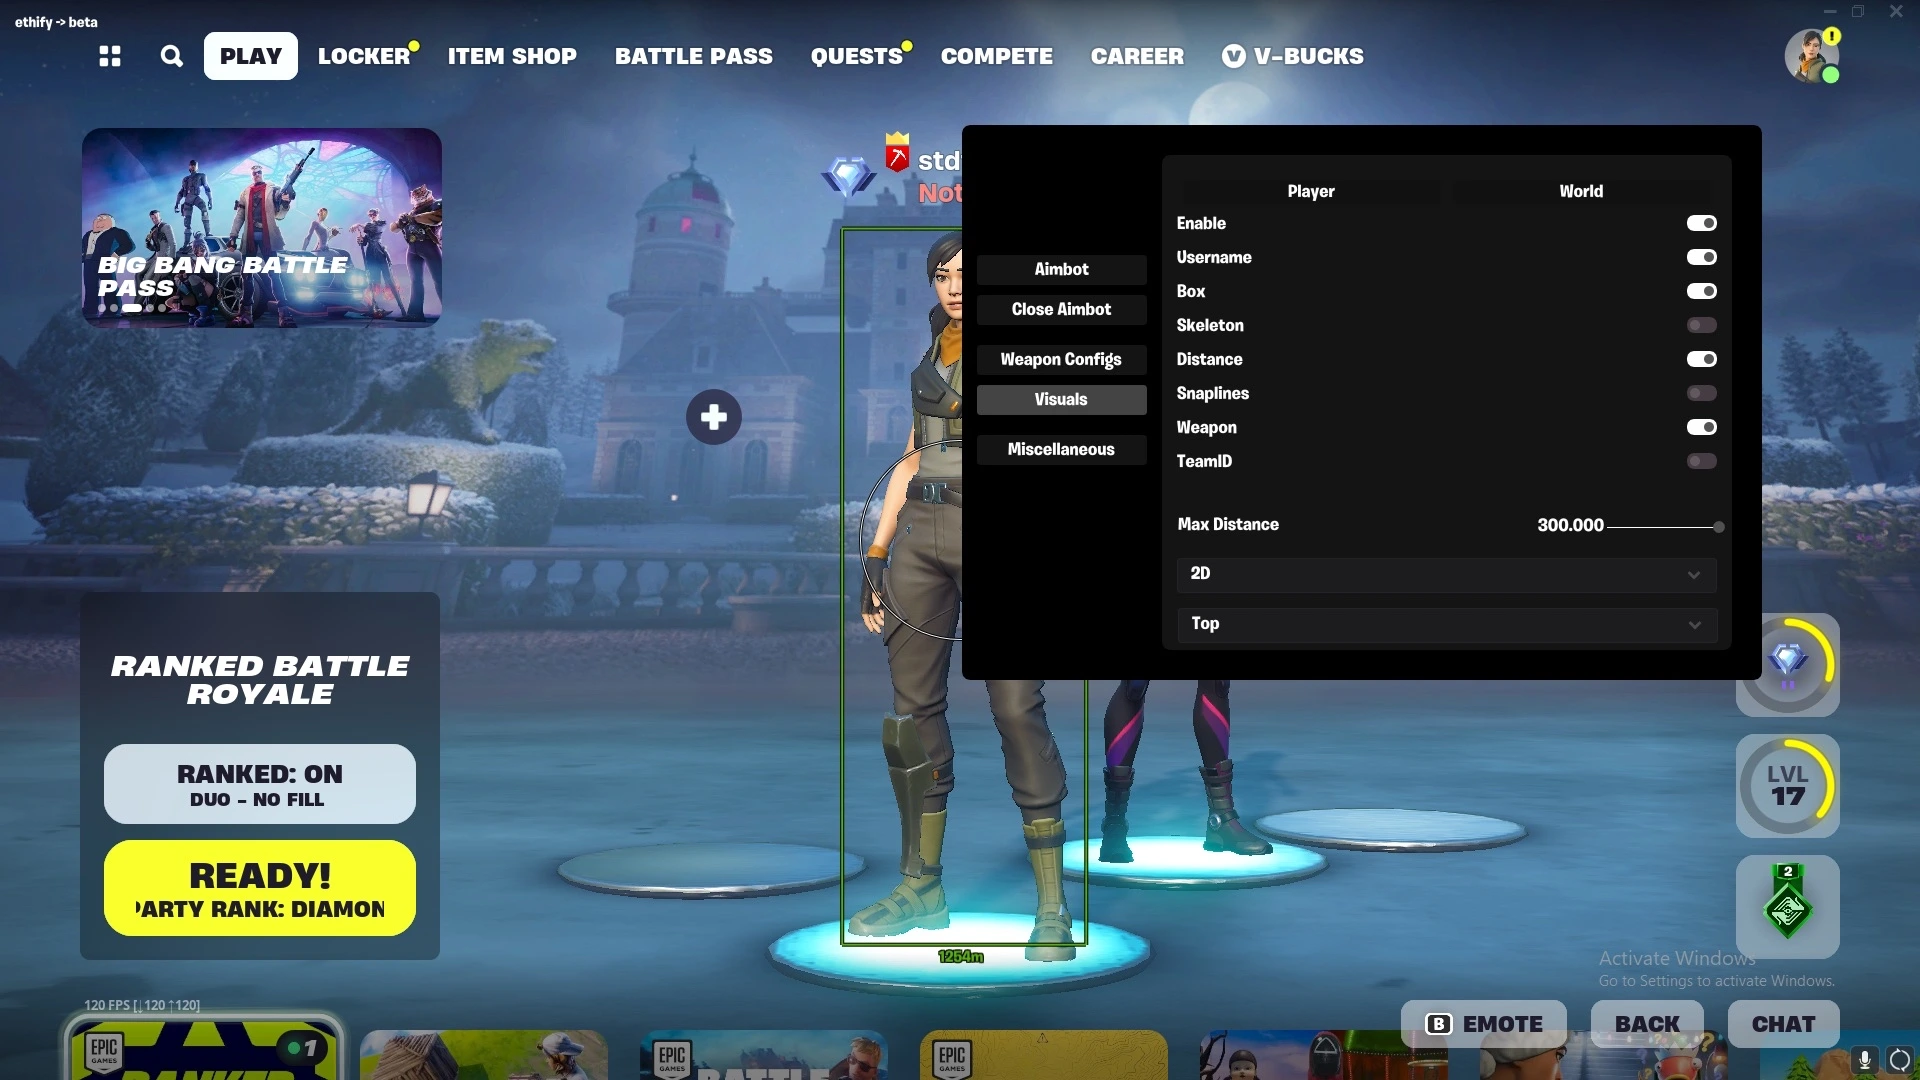 ethify -> beta
PLAY
LOCKER
ITEM SHOP
BATTLE PASS
QUESTS
COMPETE
CAREER
V-BUCKS
BIG BANG BATTLE
PASS
std
Not
Player
World
Enable
Username
Box
Skeleton
Distance
Snaplines
Weapon
TeamID
Max Distance
300.000
2D
Top
Aimbot
Close Aimbot
Weapon Configs
Visuals
Miscellaneous
RANKED BATTLE
ROYALE
RANKED: ON
DUO - NO FILL
READY!
PARTY RANK: DIAMON
LVL
17
2
1254m
Activate Windows
Go to Settings to activate Windows.
120 FPS [↓120 ↑120]
B EMOTE
BACK
CHAT
EPIC
GAMES
1
RANKED
EPIC
GAMES
BATTLE
EPIC
GAMES